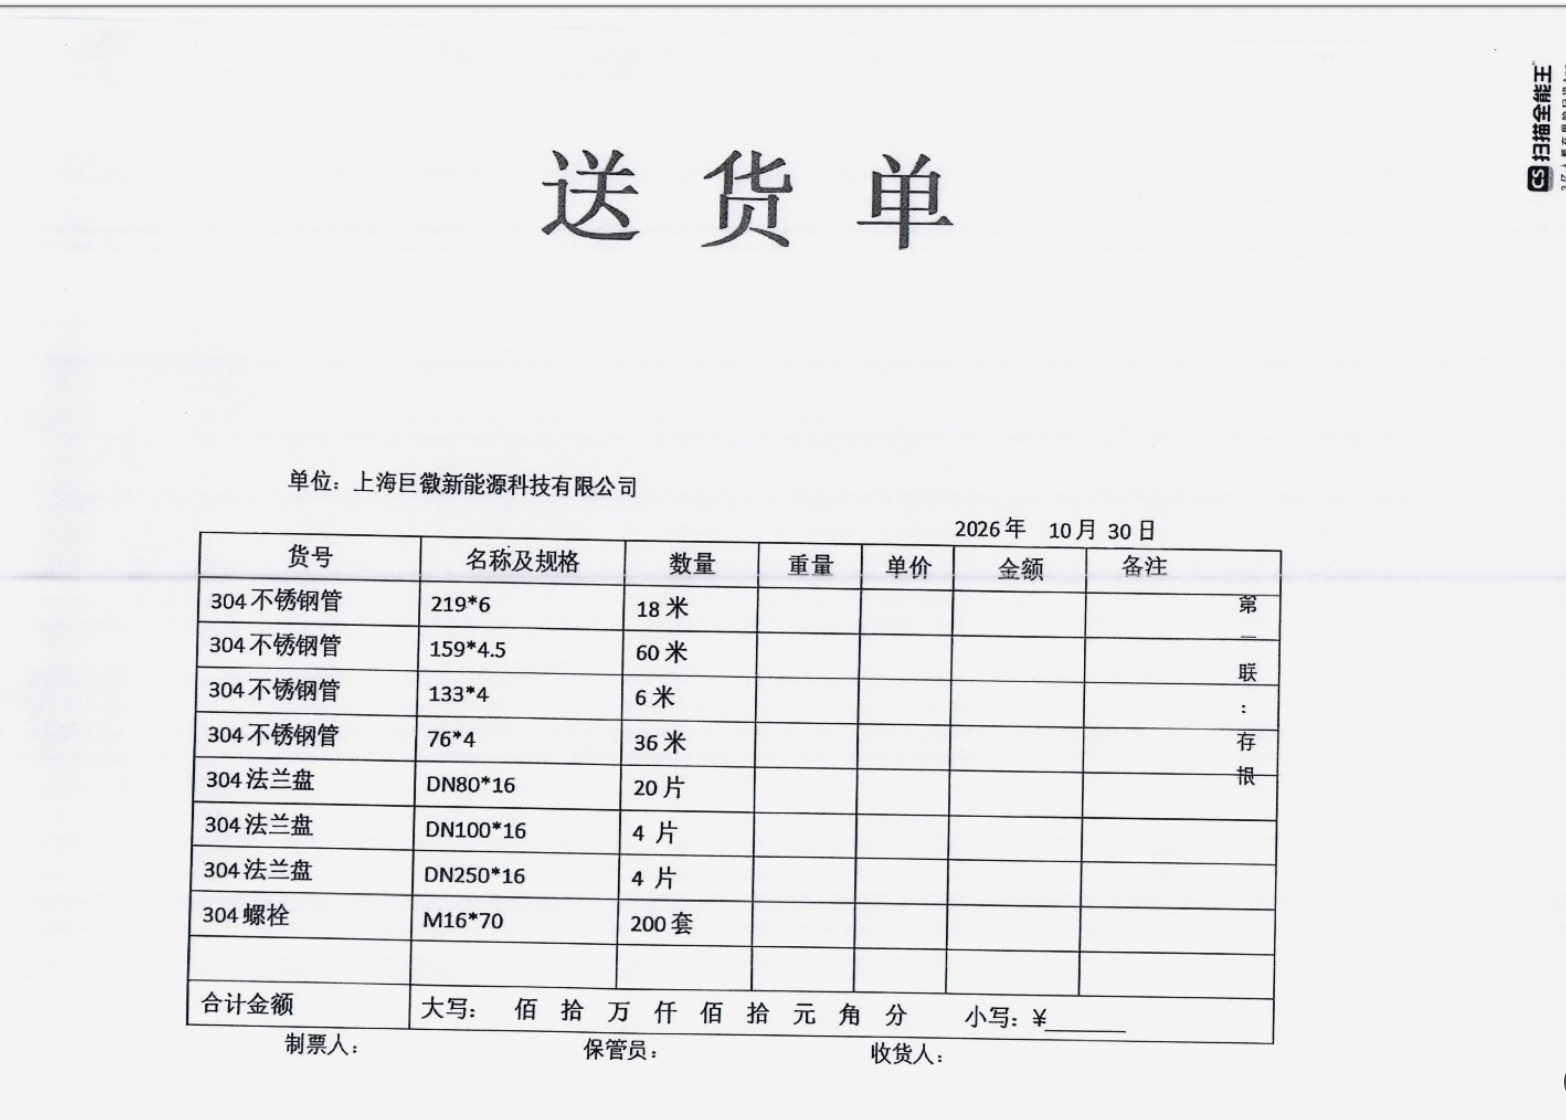 扫描全能王
送货单
单位：上海巨徽新能源科技有限公司
2026年 10月 30日
货号 名称及规格 数量 重量 单价 金额 备注
304不锈钢管 219*6 18米
304不锈钢管 159*4.5 60米
304不锈钢管 133*4 6米
304不锈钢管 76*4 36米
304法兰盘 DN80*16 20片
304法兰盘 DN100*16 4 片
304法兰盘 DN250*16 4 片
304螺栓 M16*70 200套
第一联：存根
合计金额 大写： 佰 拾 万 仟 佰 拾 元 角 分 小写：¥______
制票人： 保管员： 收货人：